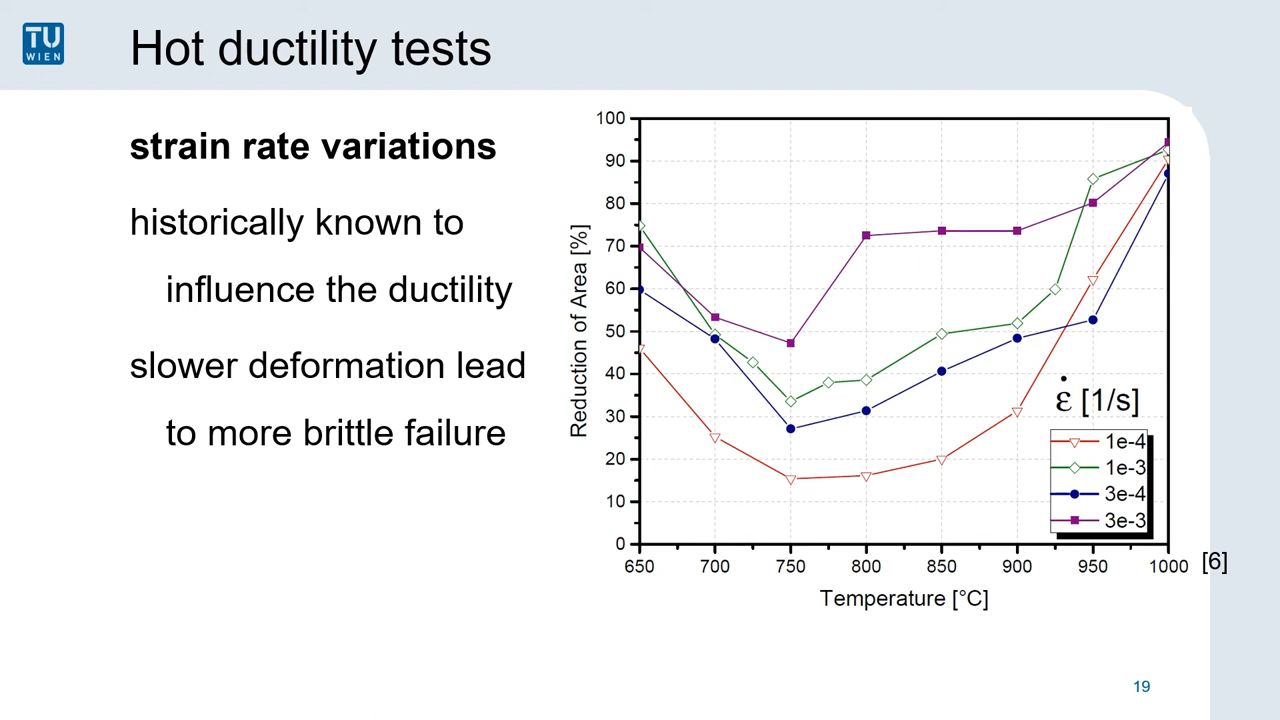 TU
WIEN
Hot ductility tests
strain rate variations
historically known to
influence the ductility
slower deformation lead
to more brittle failure
Reduction of Area [%]
100
90
80
70
60
50
40
30
20
10
0
650 700 750 800 850 900 950 1000
Temperature [°C]
ε̇ [1/s]
1e-4
1e-3
3e-4
3e-3
[6]
19